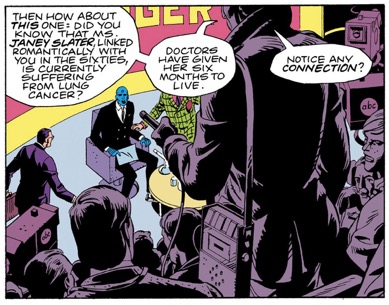 NGER
THEN HOW ABOUT
THIS ONE: DID YOU
KNOW THAT MS.
JANEY SLATER, LINKED
ROMANTICALLY WITH
YOU IN THE SIXTIES,
IS CURRENTLY
SUFFERING
FROM LUNG
CANCER?
DOCTORS
HAVE GIVEN
HER SIX
MONTHS TO
LIVE.
NOTICE ANY
CONNECTION?
abc